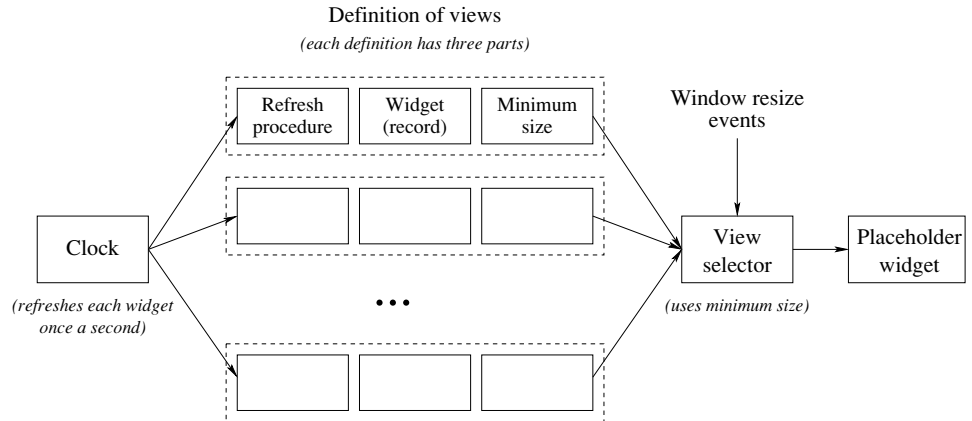 Definition of views
(each definition has three parts)
Refresh
procedure
Widget
(record)
Minimum
size
Window resize
events
Clock
(refreshes each widget
once a second)
...
View
selector
(uses minimum size)
Placeholder
widget